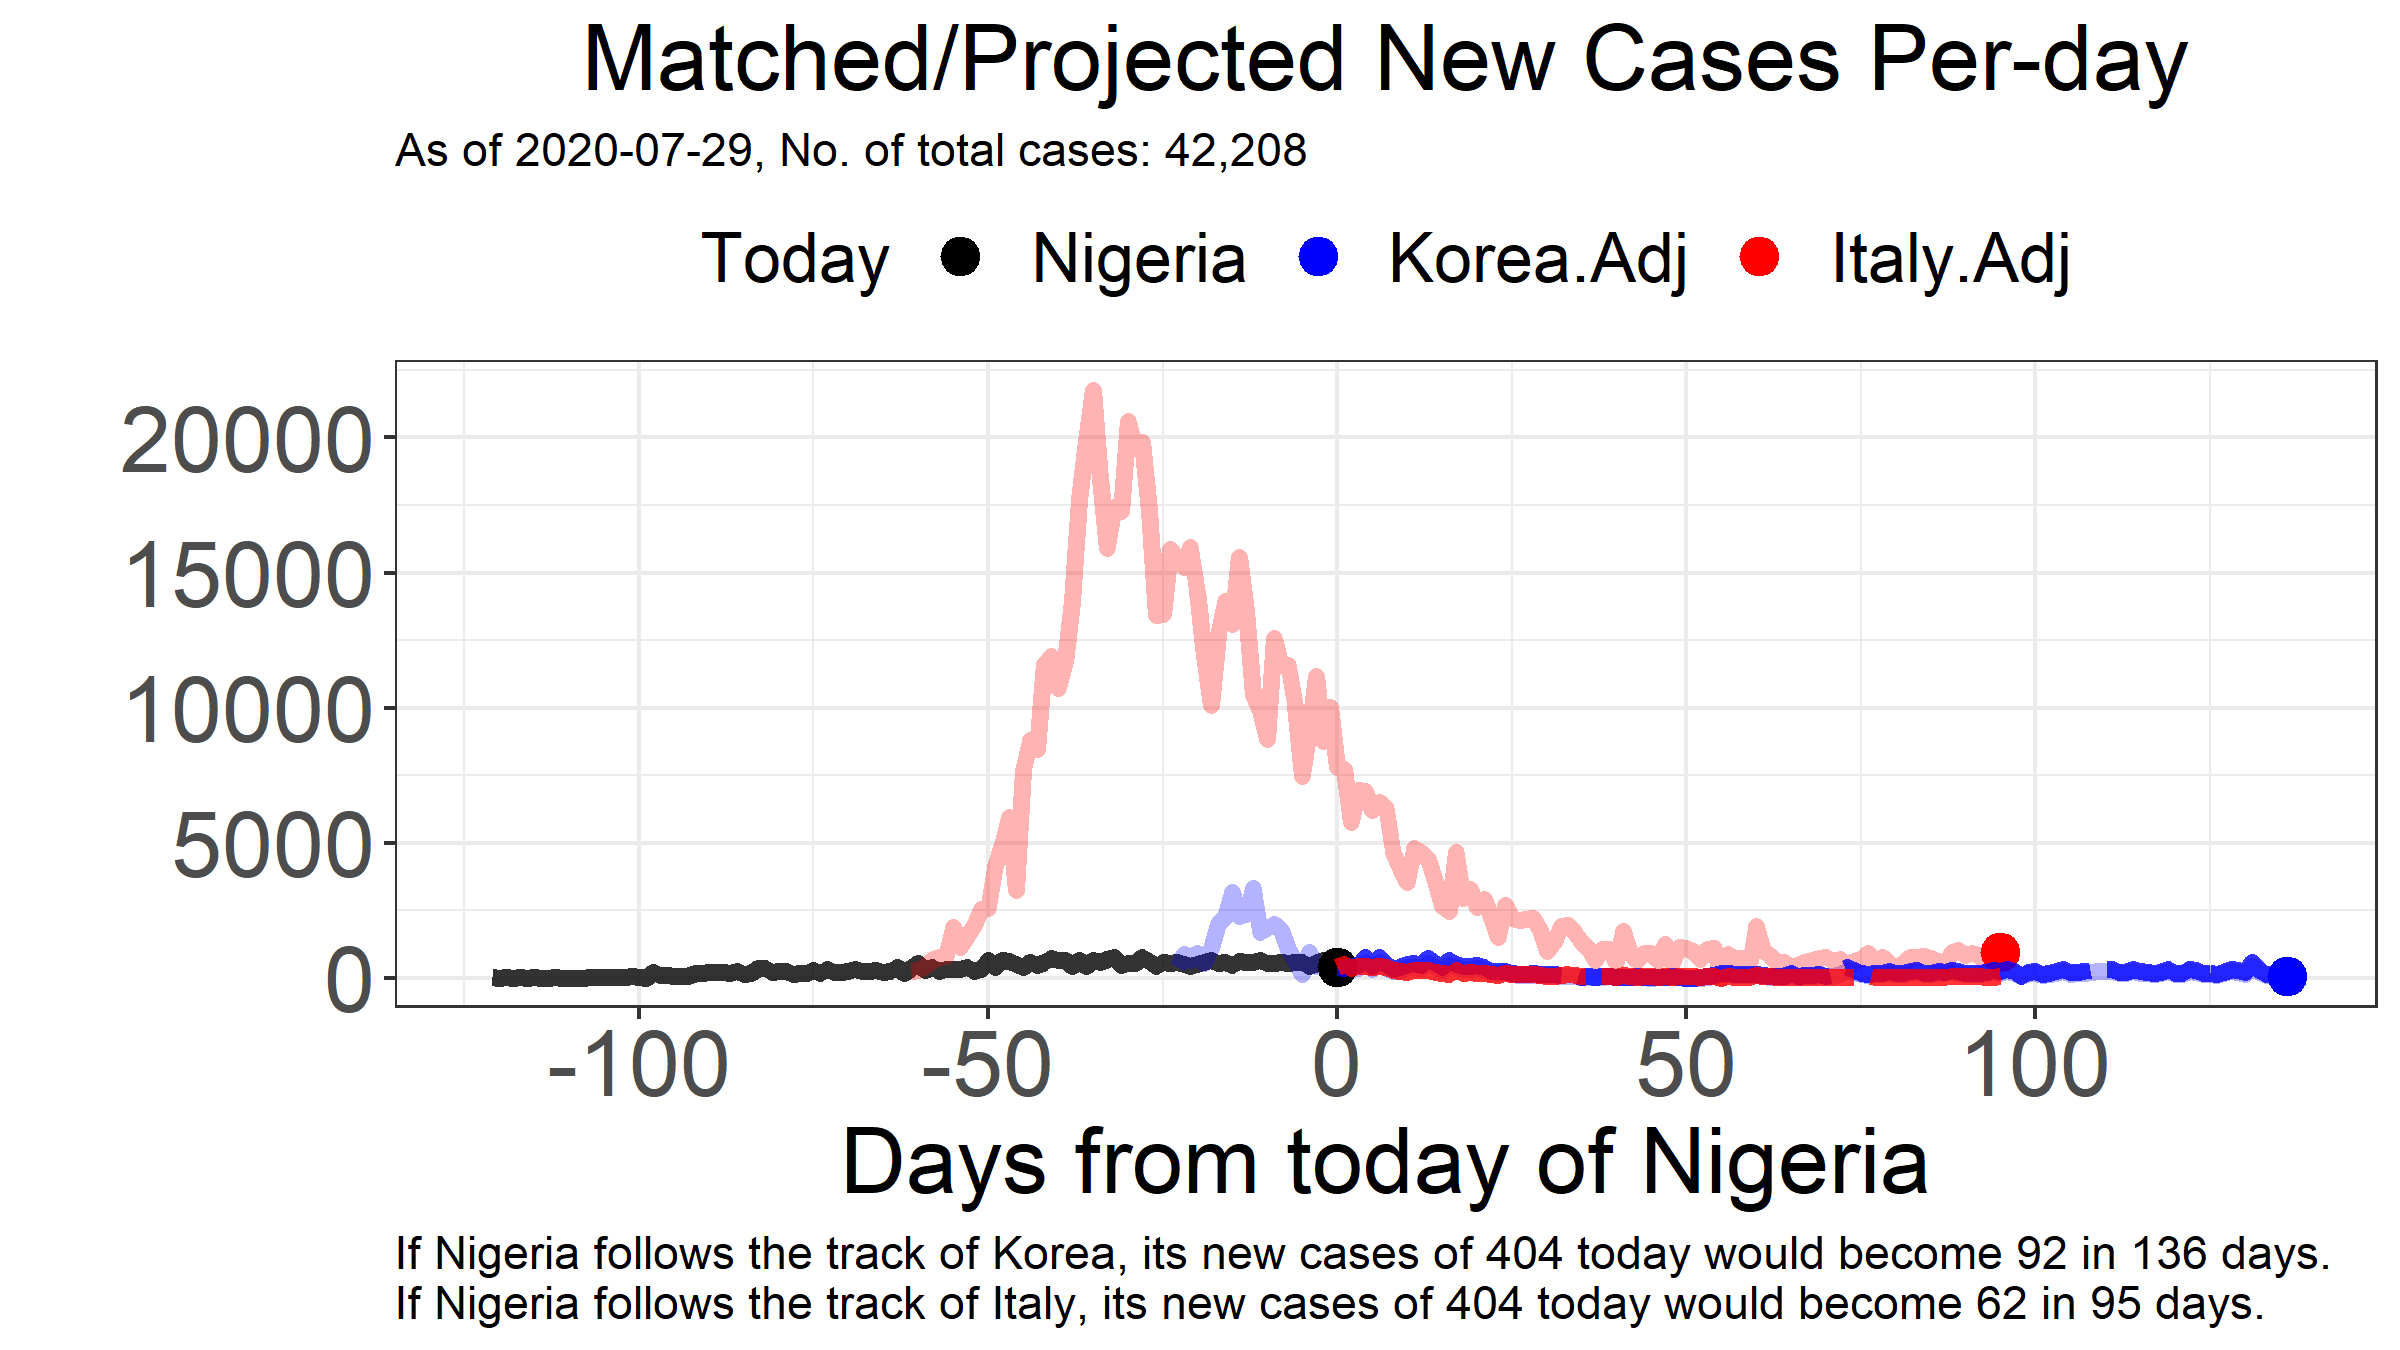 Matched/Projected New Cases Per-day
As of 2020-07-29, No. of total cases: 42,208
Today Nigeria Korea.Adj Italy.Adj
20000
15000
10000
5000
0
-100 -50 0 50 100
Days from today of Nigeria
If Nigeria follows the track of Korea, its new cases of 404 today would become 92 in 136 days.
If Nigeria follows the track of Italy, its new cases of 404 today would become 62 in 95 days.